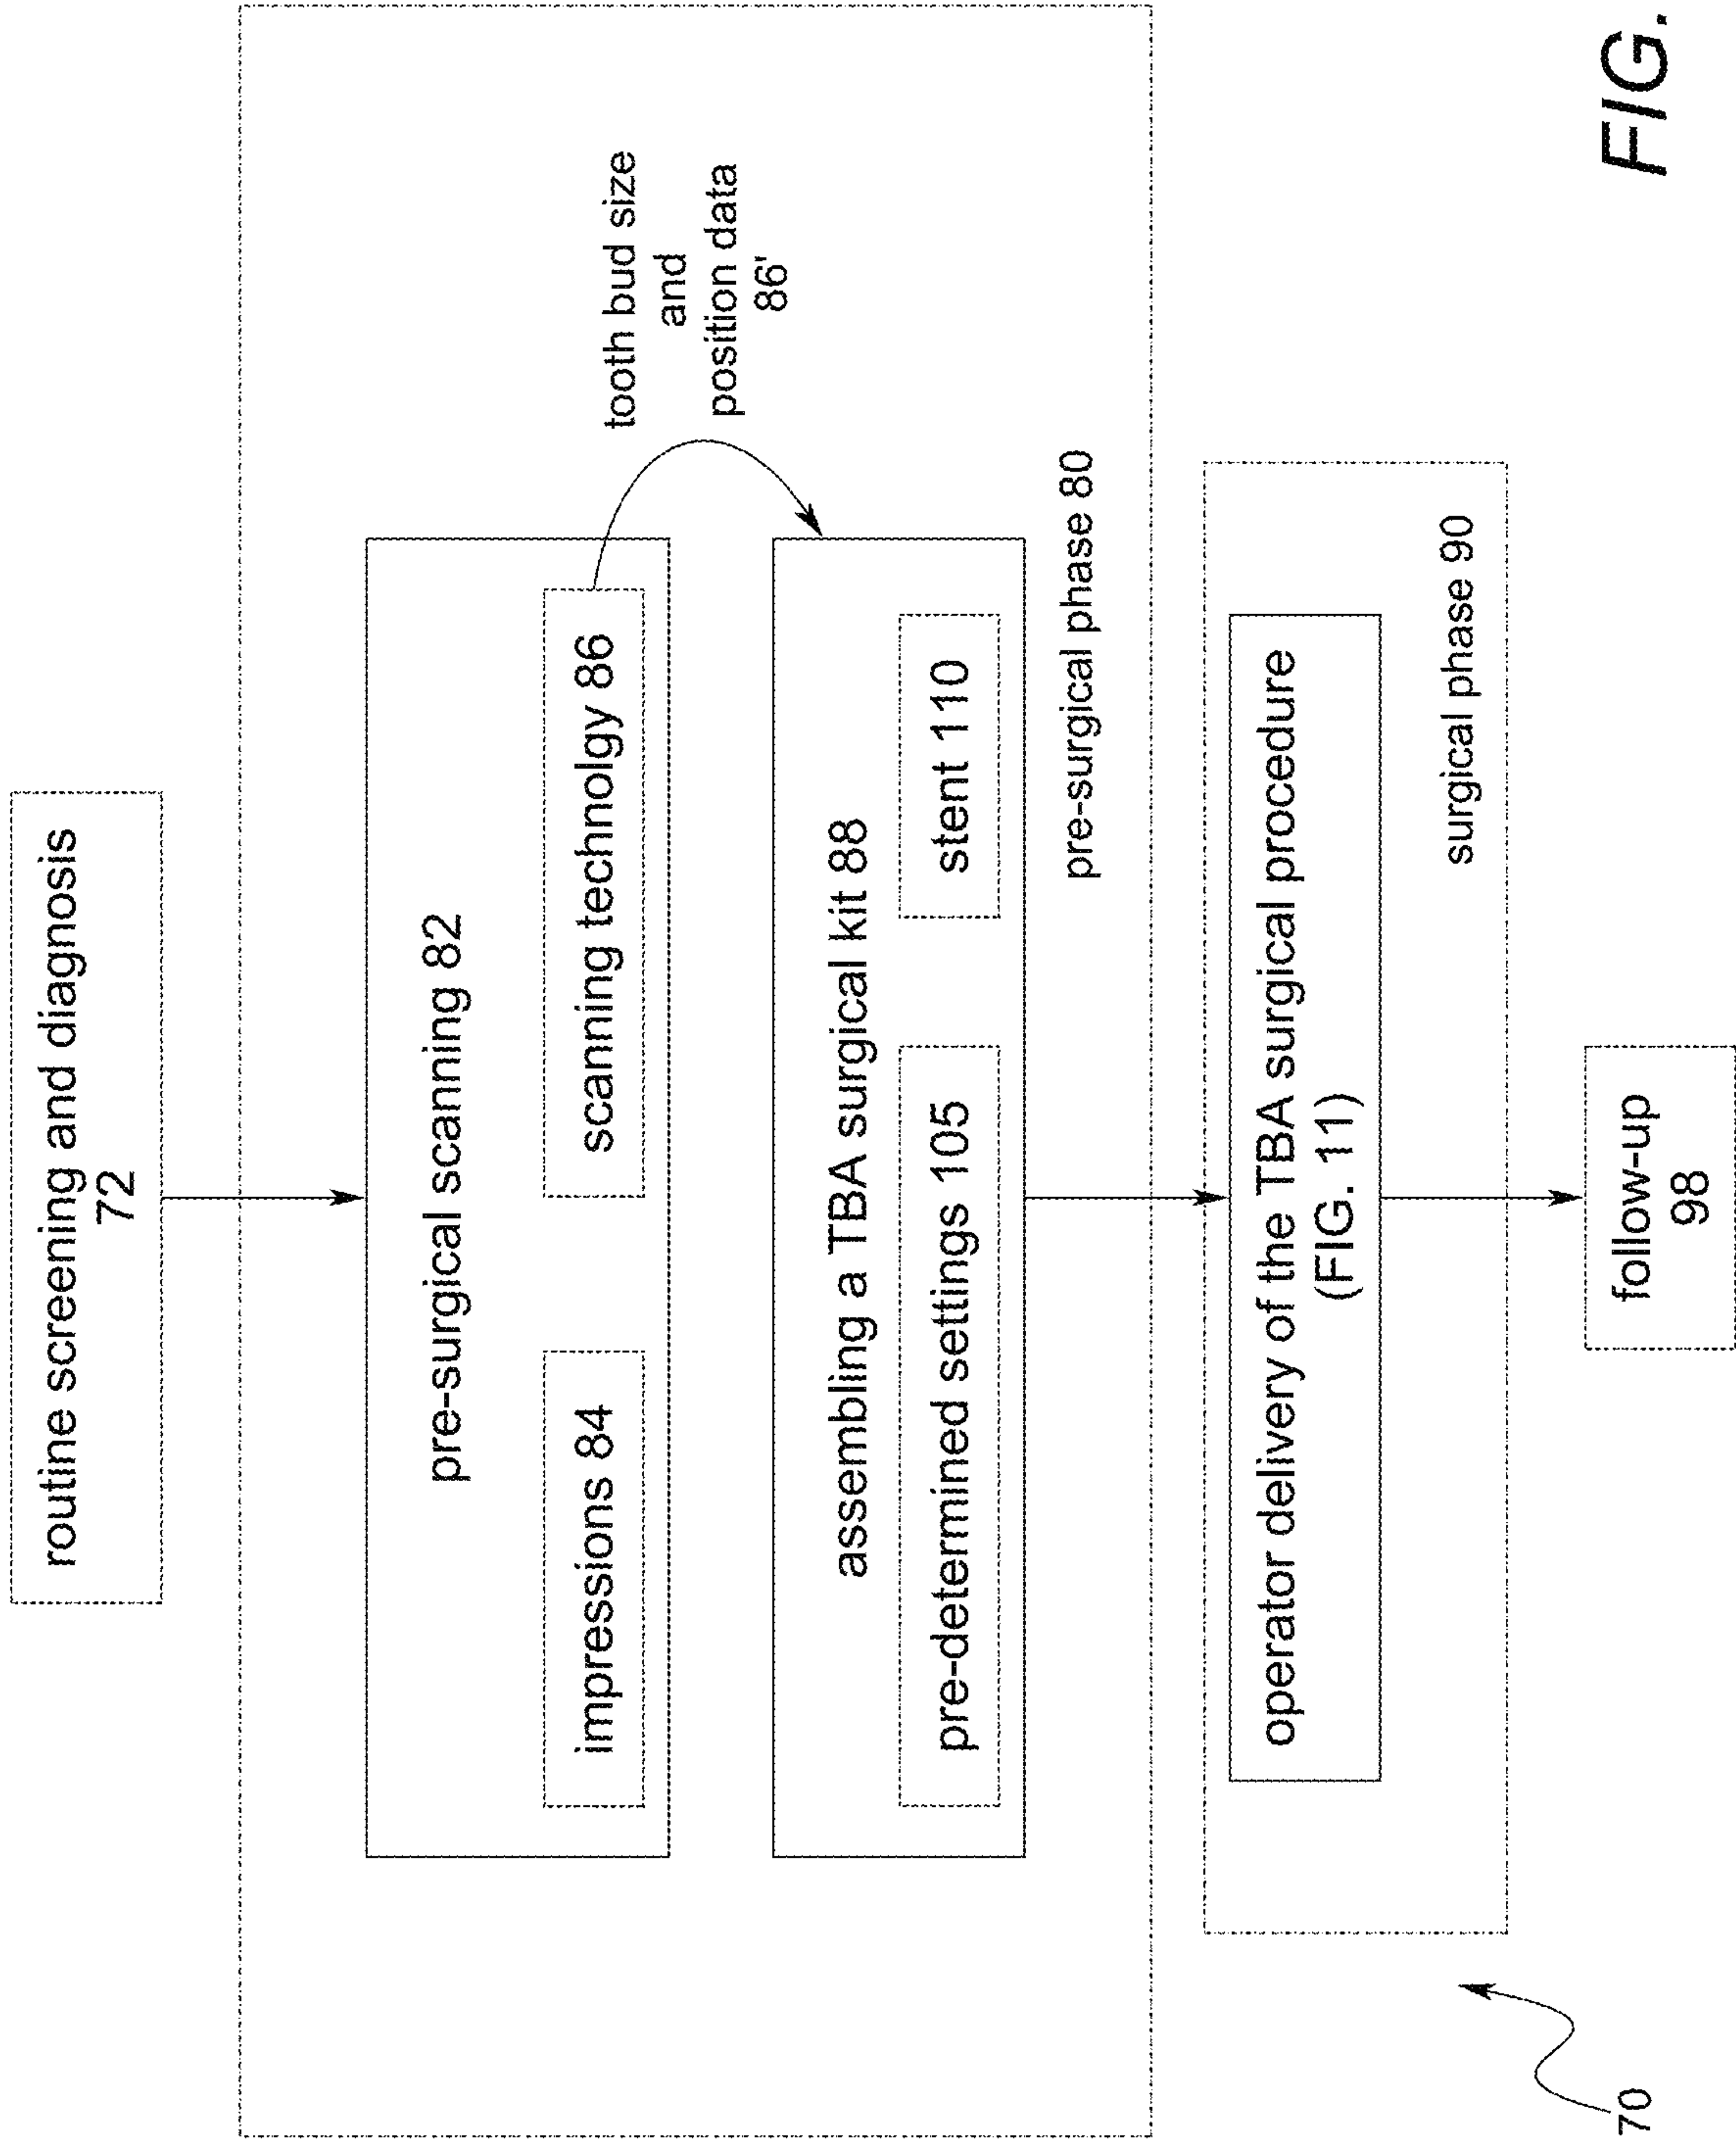 routine screening and diagnosis
72
pre-surgical scanning 82
impressions 84
scanning technolgy 86
tooth bud size
and
position data
86'
assembling a TBA surgical kit 88
pre-determined settings 105
stent 110
pre-surgical phase 80
operator delivery of the TBA surgical procedure
(FIG. 11)
surgical phase 90
follow-up
98
70
FIG.